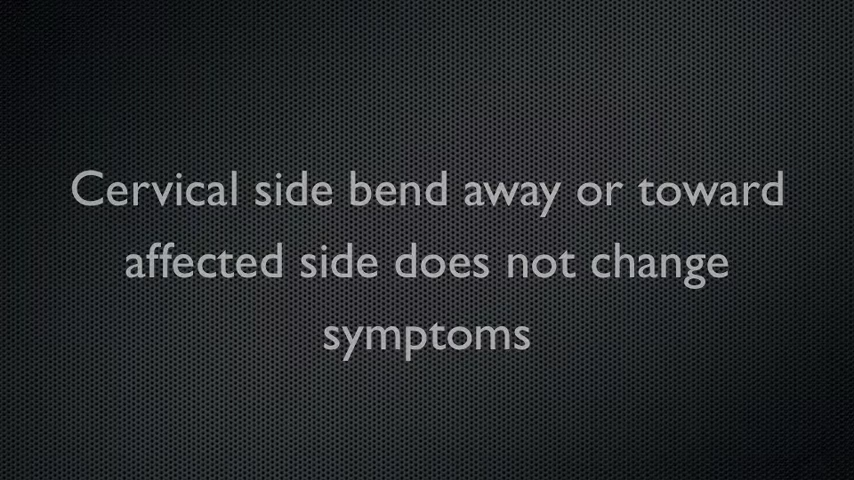 Cervical side bend away or toward
affected side does not change
symptoms